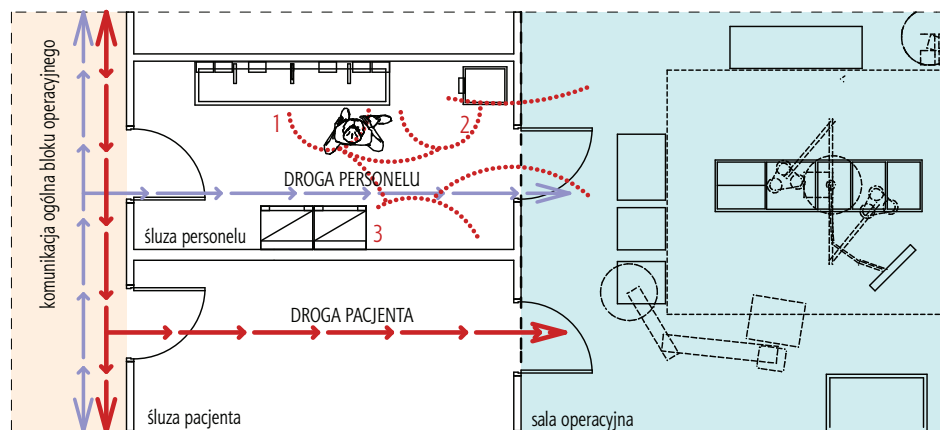 komunikacja ogólna bloku operacyjnego
1
2
DROGA PERSONELU
śluza personelu
3
DROGA PACJENTA
śluza pacjenta
sala operacyjna